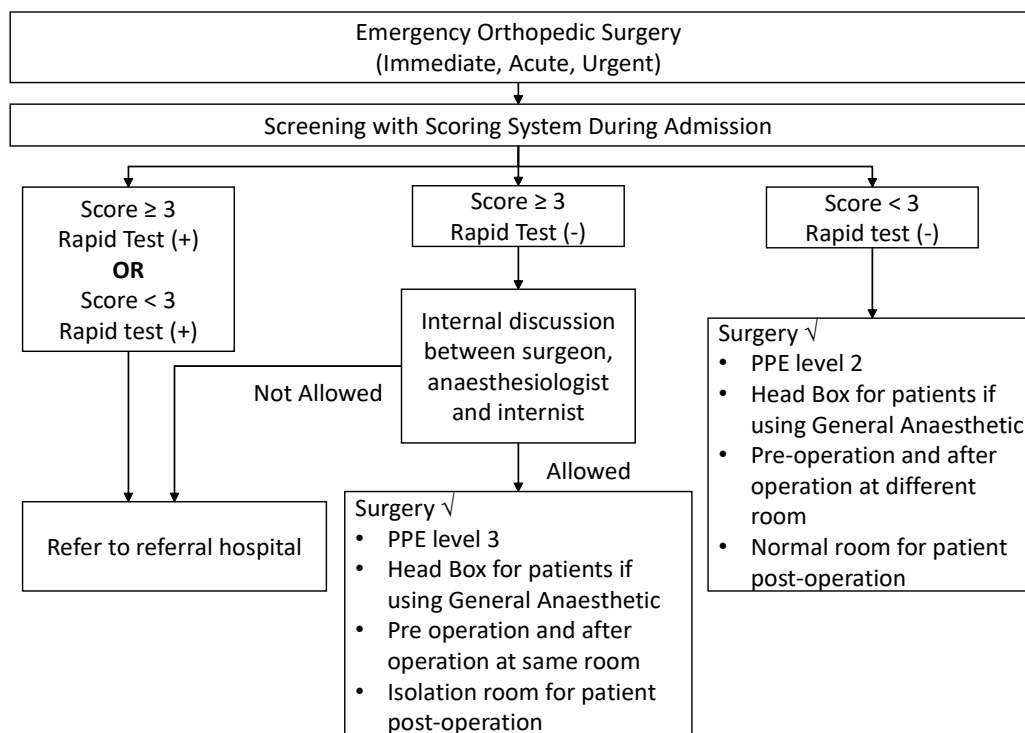 Emergency Orthopedic Surgery
(Immediate, Acute, Urgent)
Screening with Scoring System During Admission
Score ≥ 3
Rapid Test (+)
OR
Score < 3
Rapid test (+)
Score ≥ 3
Rapid Test (-)
Score < 3
Rapid test (-)
Internal discussion
between surgeon,
anaesthesiologist
and internist
Not Allowed
Allowed
Refer to referral hospital
Surgery √
• PPE level 3
• Head Box for patients if
using General Anaesthetic
• Pre operation and after
operation at same room
• Isolation room for patient
post-operation
Surgery √
• PPE level 2
• Head Box for patients if
using General Anaesthetic
• Pre-operation and after
operation at different
room
• Normal room for patient
post-operation